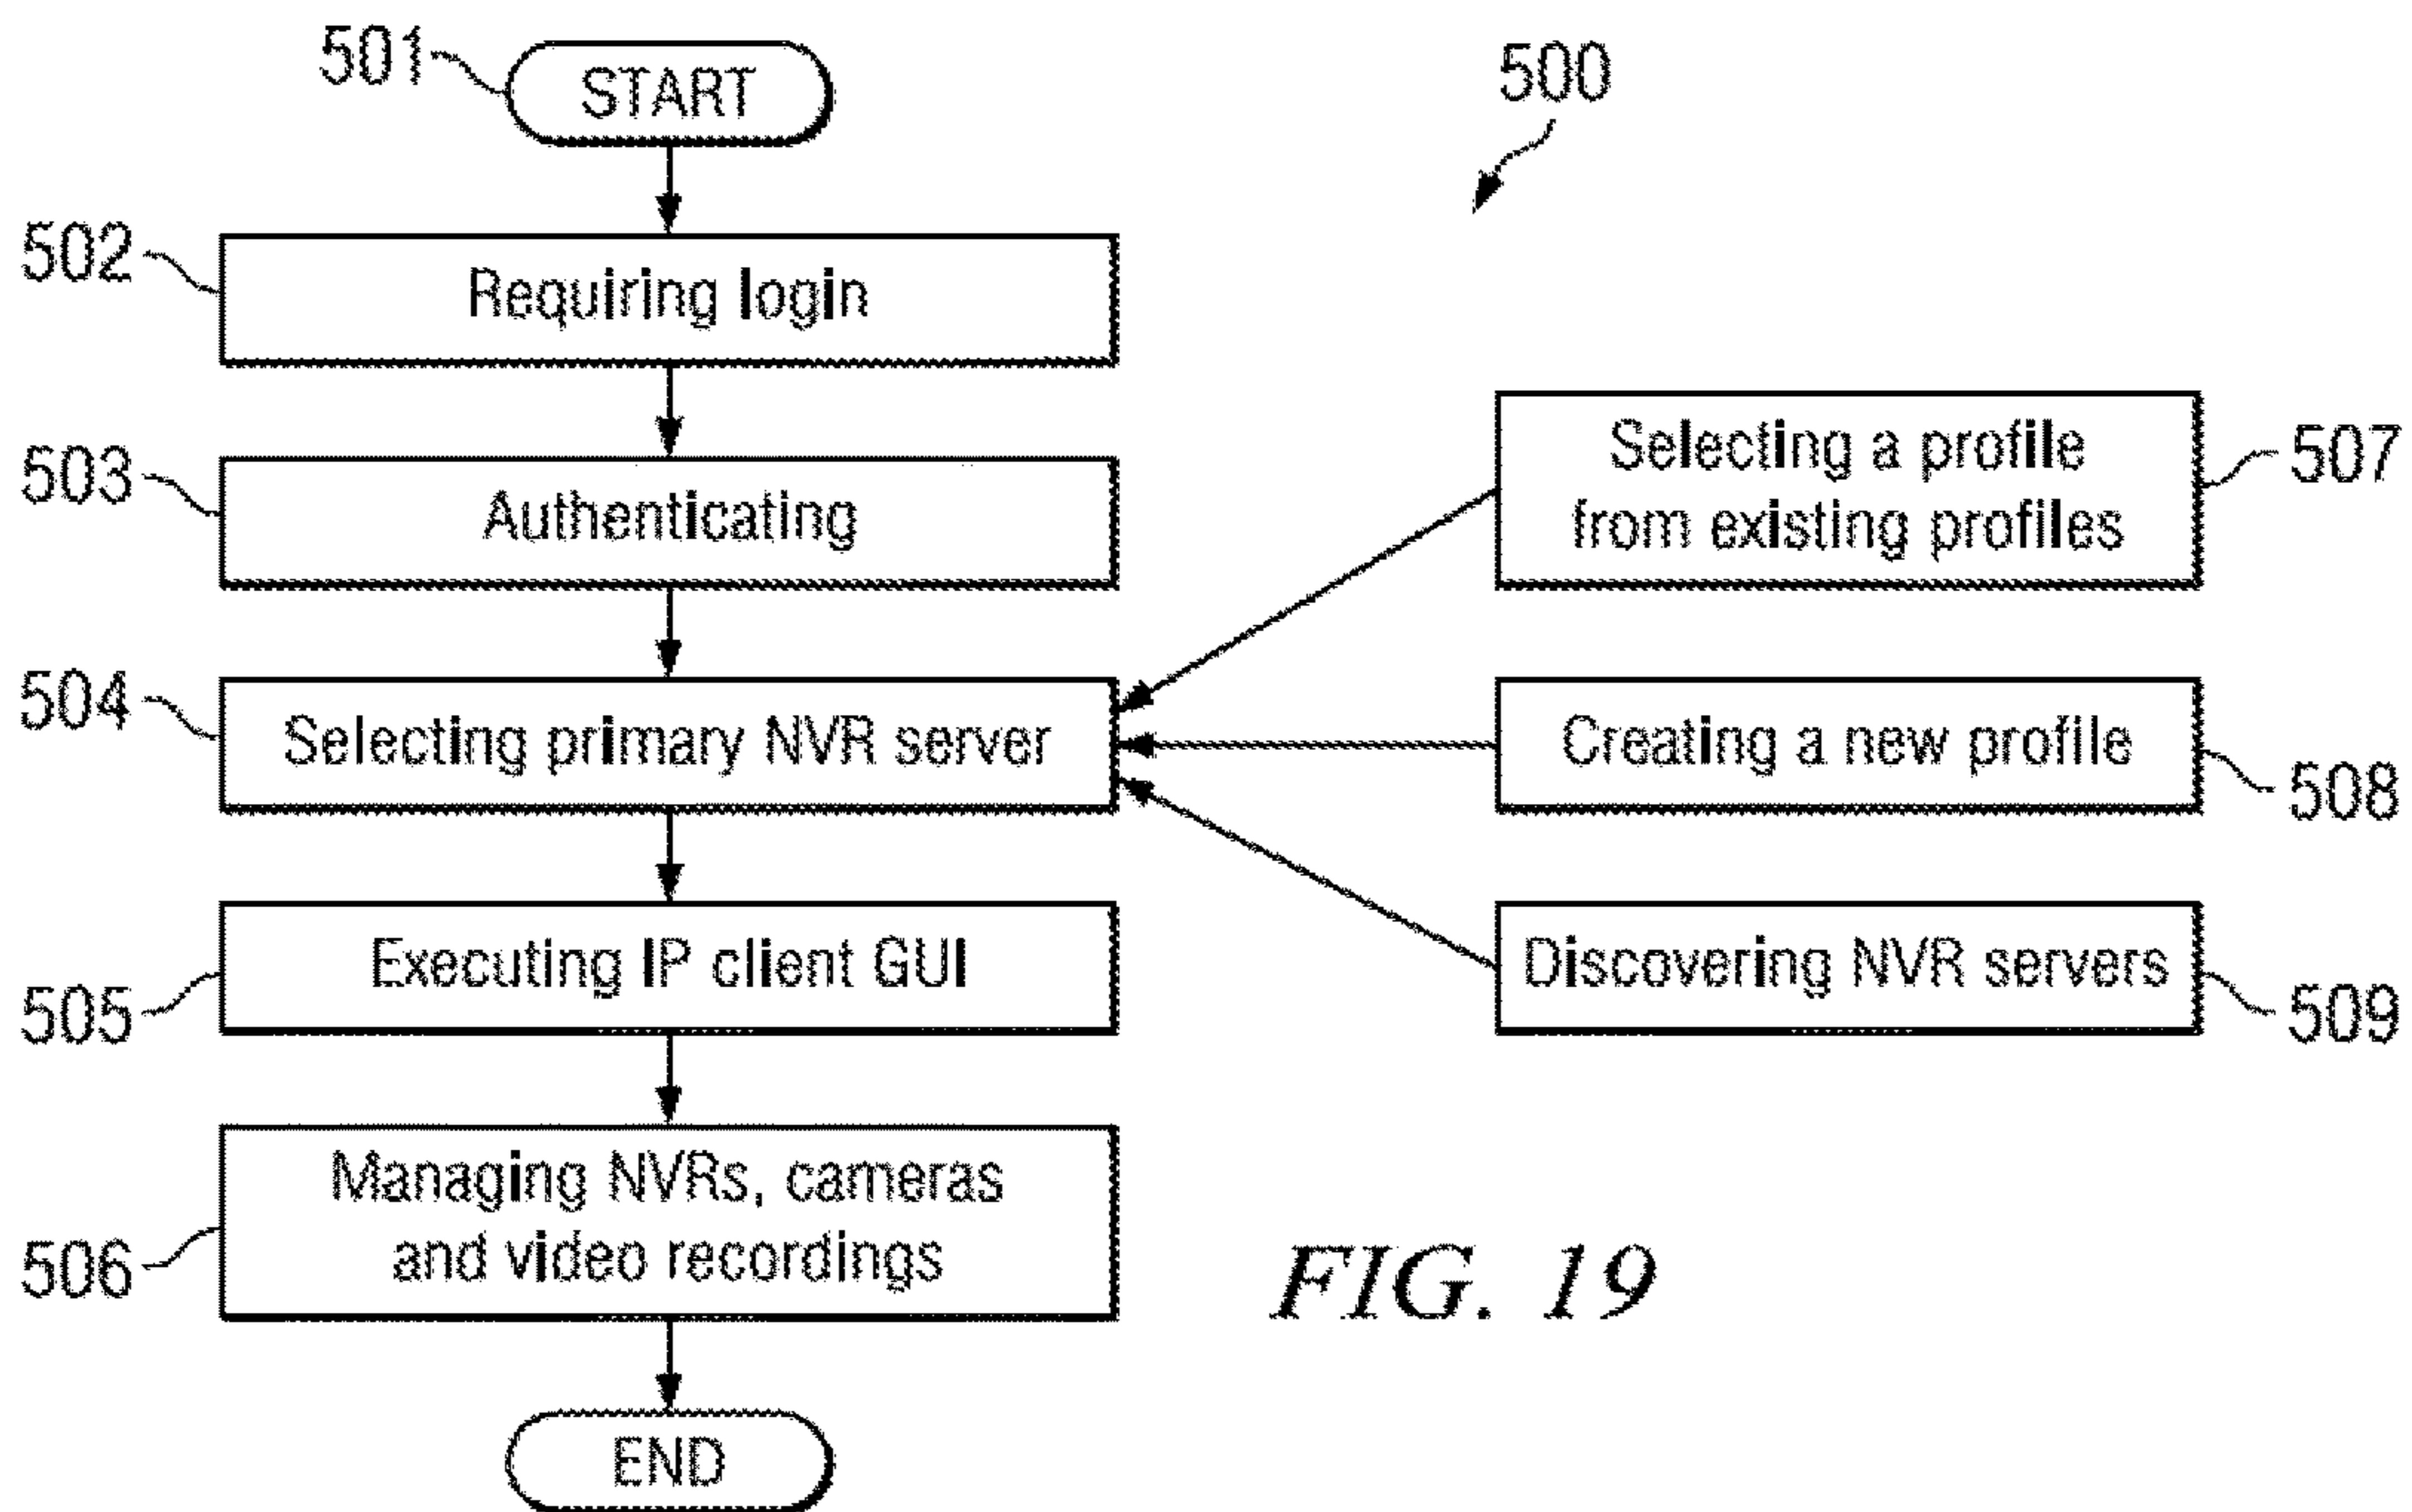 501
START
500
502
Requiring login
503
Authenticating
Selecting a profile
from existing profiles
507
504
Selecting primary NVR server
Creating a new profile
508
505
Executing IP client GUI
Discovering NVR servers
509
506
Managing NVRs, cameras
and video recordings
FIG. 19
END